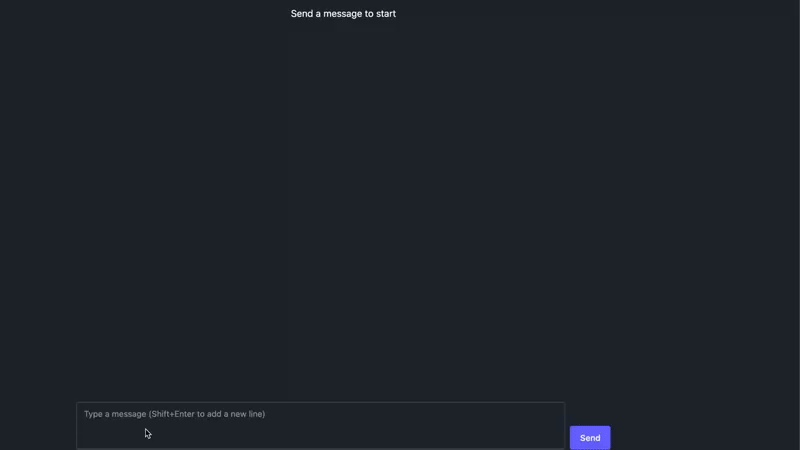 Send a message to start
Type a message (Shift+Enter to add a new line)
Send